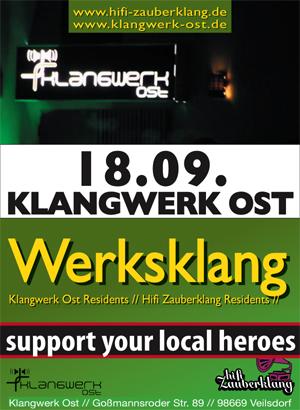 www.hifi-zauberklang.de
www.klangwerk-ost.de
KLANGWERK
OST
18.09.
KLANGWERK OST
Werksklang
Klangwerk Ost Residents // Hifi Zauberklang Residents //
support your local heroes
KLANGWERK
OST
hifi
Zauberklang
Klangwerk Ost // Goßmannsroder Str. 89 // 98669 Veilsdorf